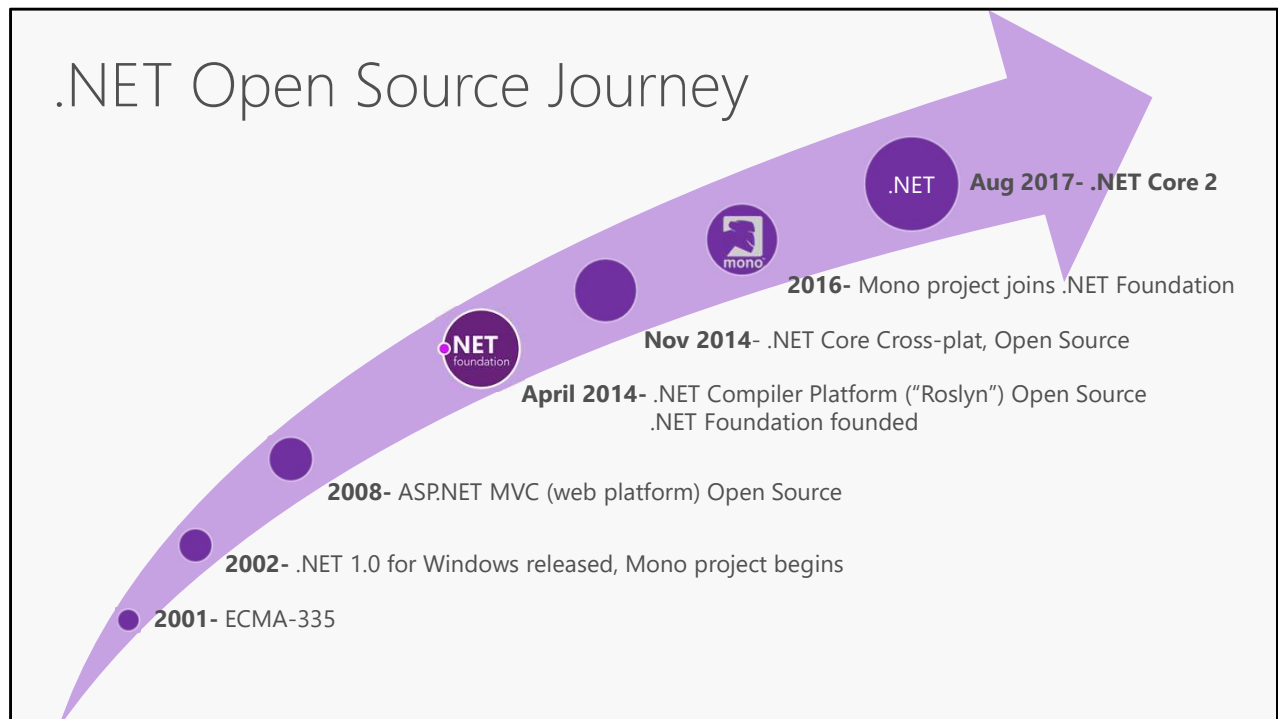 .NET Open Source Journey
.NET
Aug 2017- .NET Core 2
mono
2016- Mono project joins .NET Foundation
Nov 2014- .NET Core Cross-plat, Open Source
NET
foundation
April 2014- .NET Compiler Platform (“Roslyn”) Open Source
.NET Foundation founded
2008- ASP.NET MVC (web platform) Open Source
2002- .NET 1.0 for Windows released, Mono project begins
2001- ECMA-335